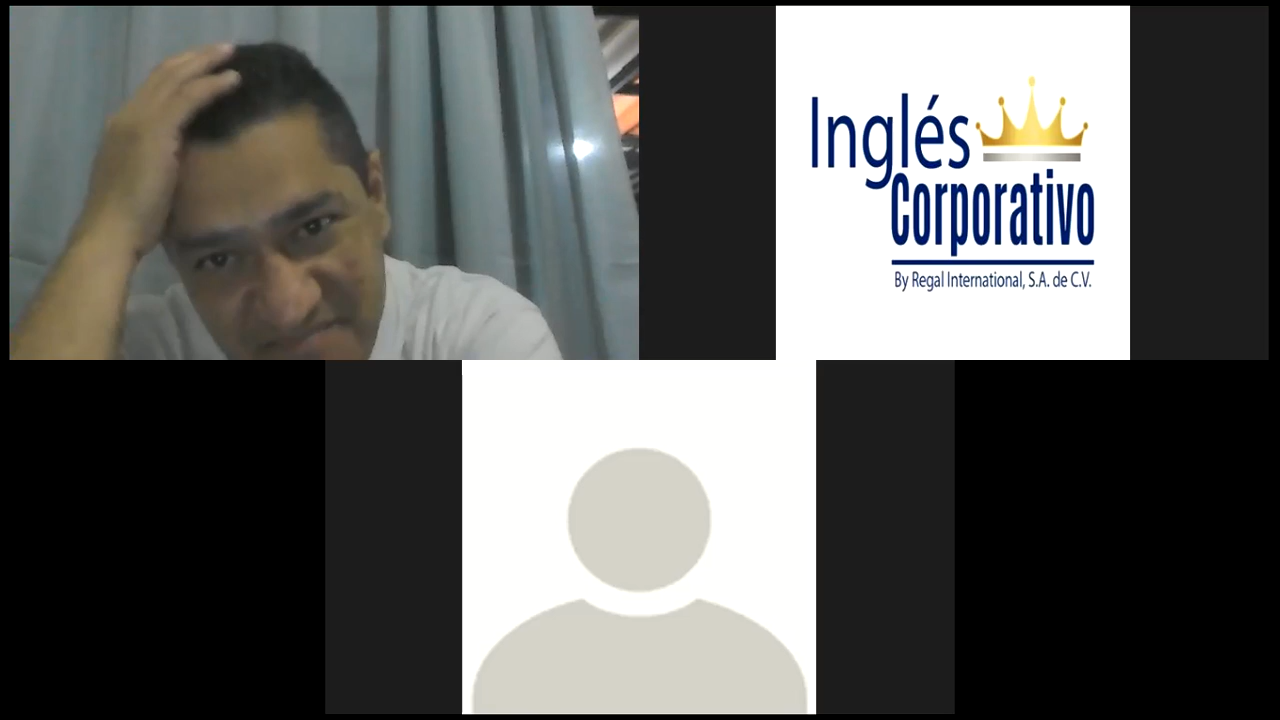 Inglés
Corporativo
By Regal International, S.A. de C.V.